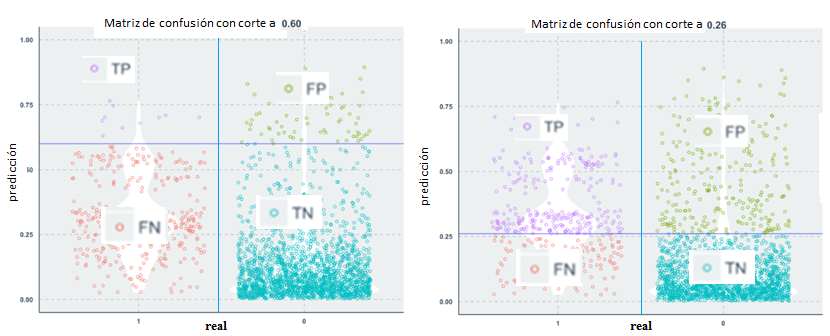 Matriz de confusión con corte a 0.60
1.00
TP
FP
0.75
predicción
50
FN
TN
0.25
0.00
1
real
0
Matriz de confusión con corte a 0.26
1.00
0.75
TP
FP
predicción
0.50
0.25
FN
TN
0.00
1
real
0